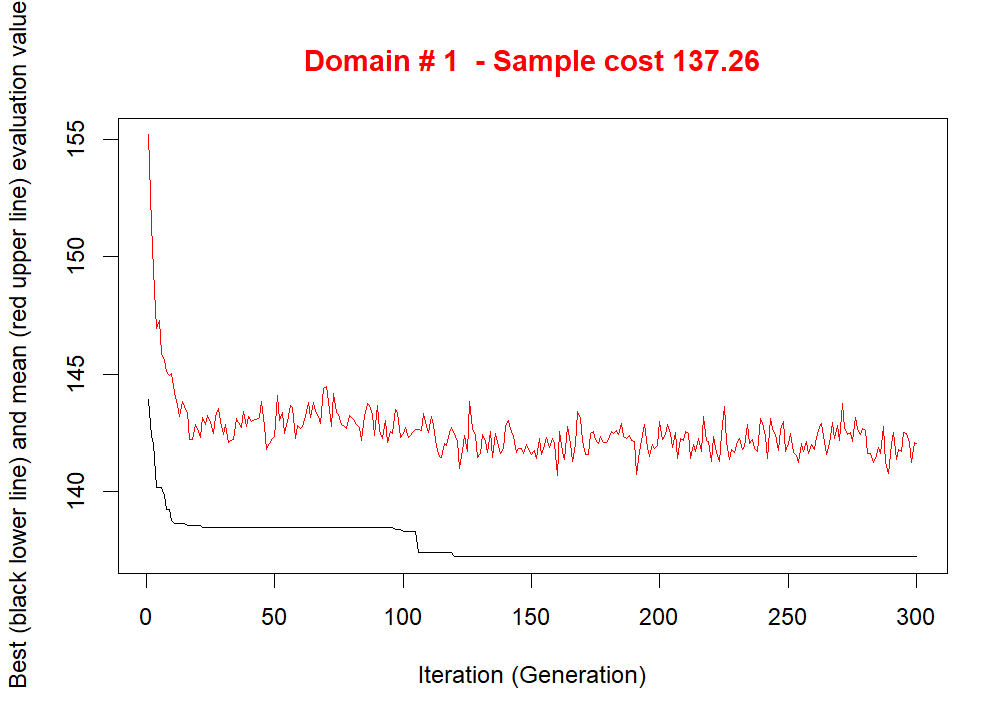 Domain # 1  - Sample cost 137.26
Best (black lower line) and mean (red upper line) evaluation value
155
150
145
140
0 50 100 150 200 250 300
Iteration (Generation)